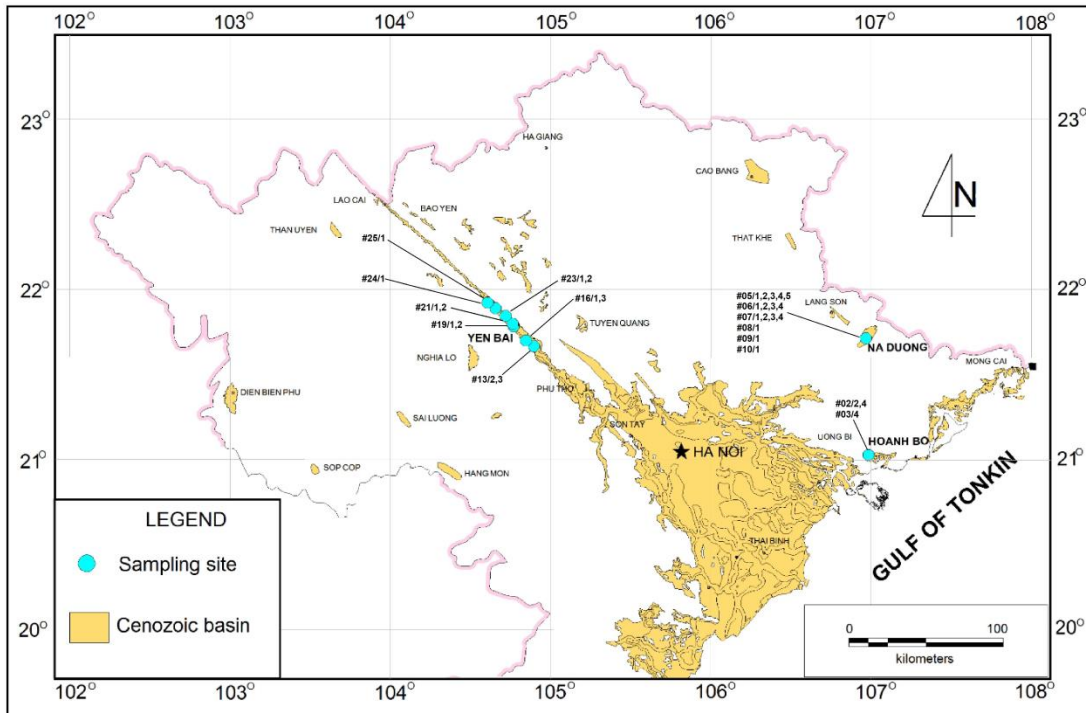 102° 103° 104° 105° 106° 107° 108°
23° 23°
HA GIANG
CAO BANG
N
LAO CAI
BAO YEN
THAN UYEN
THAT KHE
#25/1
#24/1
#23/1,2
22° 22°
#16/1,3
#21/1,2
#19/1,2
YEN BAI
TUYEN QUANG
#05/1,2,3,4,5
#06/1,2,3,4
#07/1,2,3,4
#08/1
#09/1
#10/1
LANG SON
NA DUONG
NGHIA LO
#13/2,3
MONG CAI
PHU THO
DIEN BIEN PHU
SAI LUONG
#02/2,4
#03/4
SON TAY
UONG BI
HOANH BO
HA NOI
21° 21°
SOP COP
HANG MON
GULF OF TONKIN
LEGEND
Sampling site
Cenozoic basin
THAI BINH
0 100
kilometers
20° 20°
102° 103° 104° 105° 106° 107° 108°